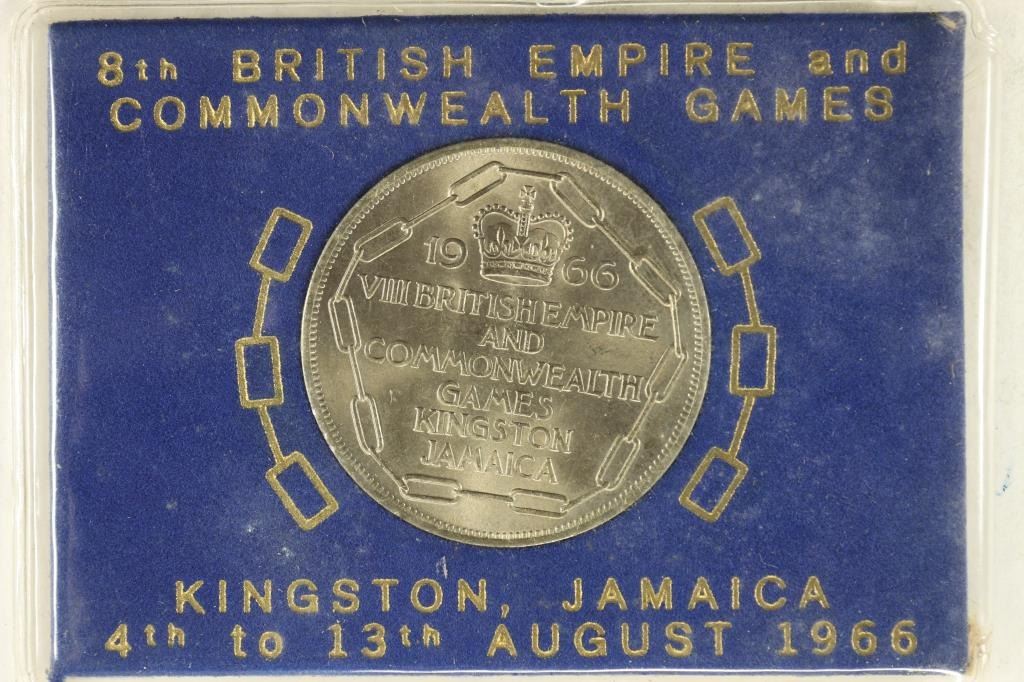 8th BRITISH EMPIRE and
COMMONWEALTH GAMES
19 66
VIII BRITISH EMPIRE
AND
COMMONWEALTH
GAMES
KINGSTON
JAMAICA
KINGSTON, JAMAICA
4th to 13th AUGUST 1966